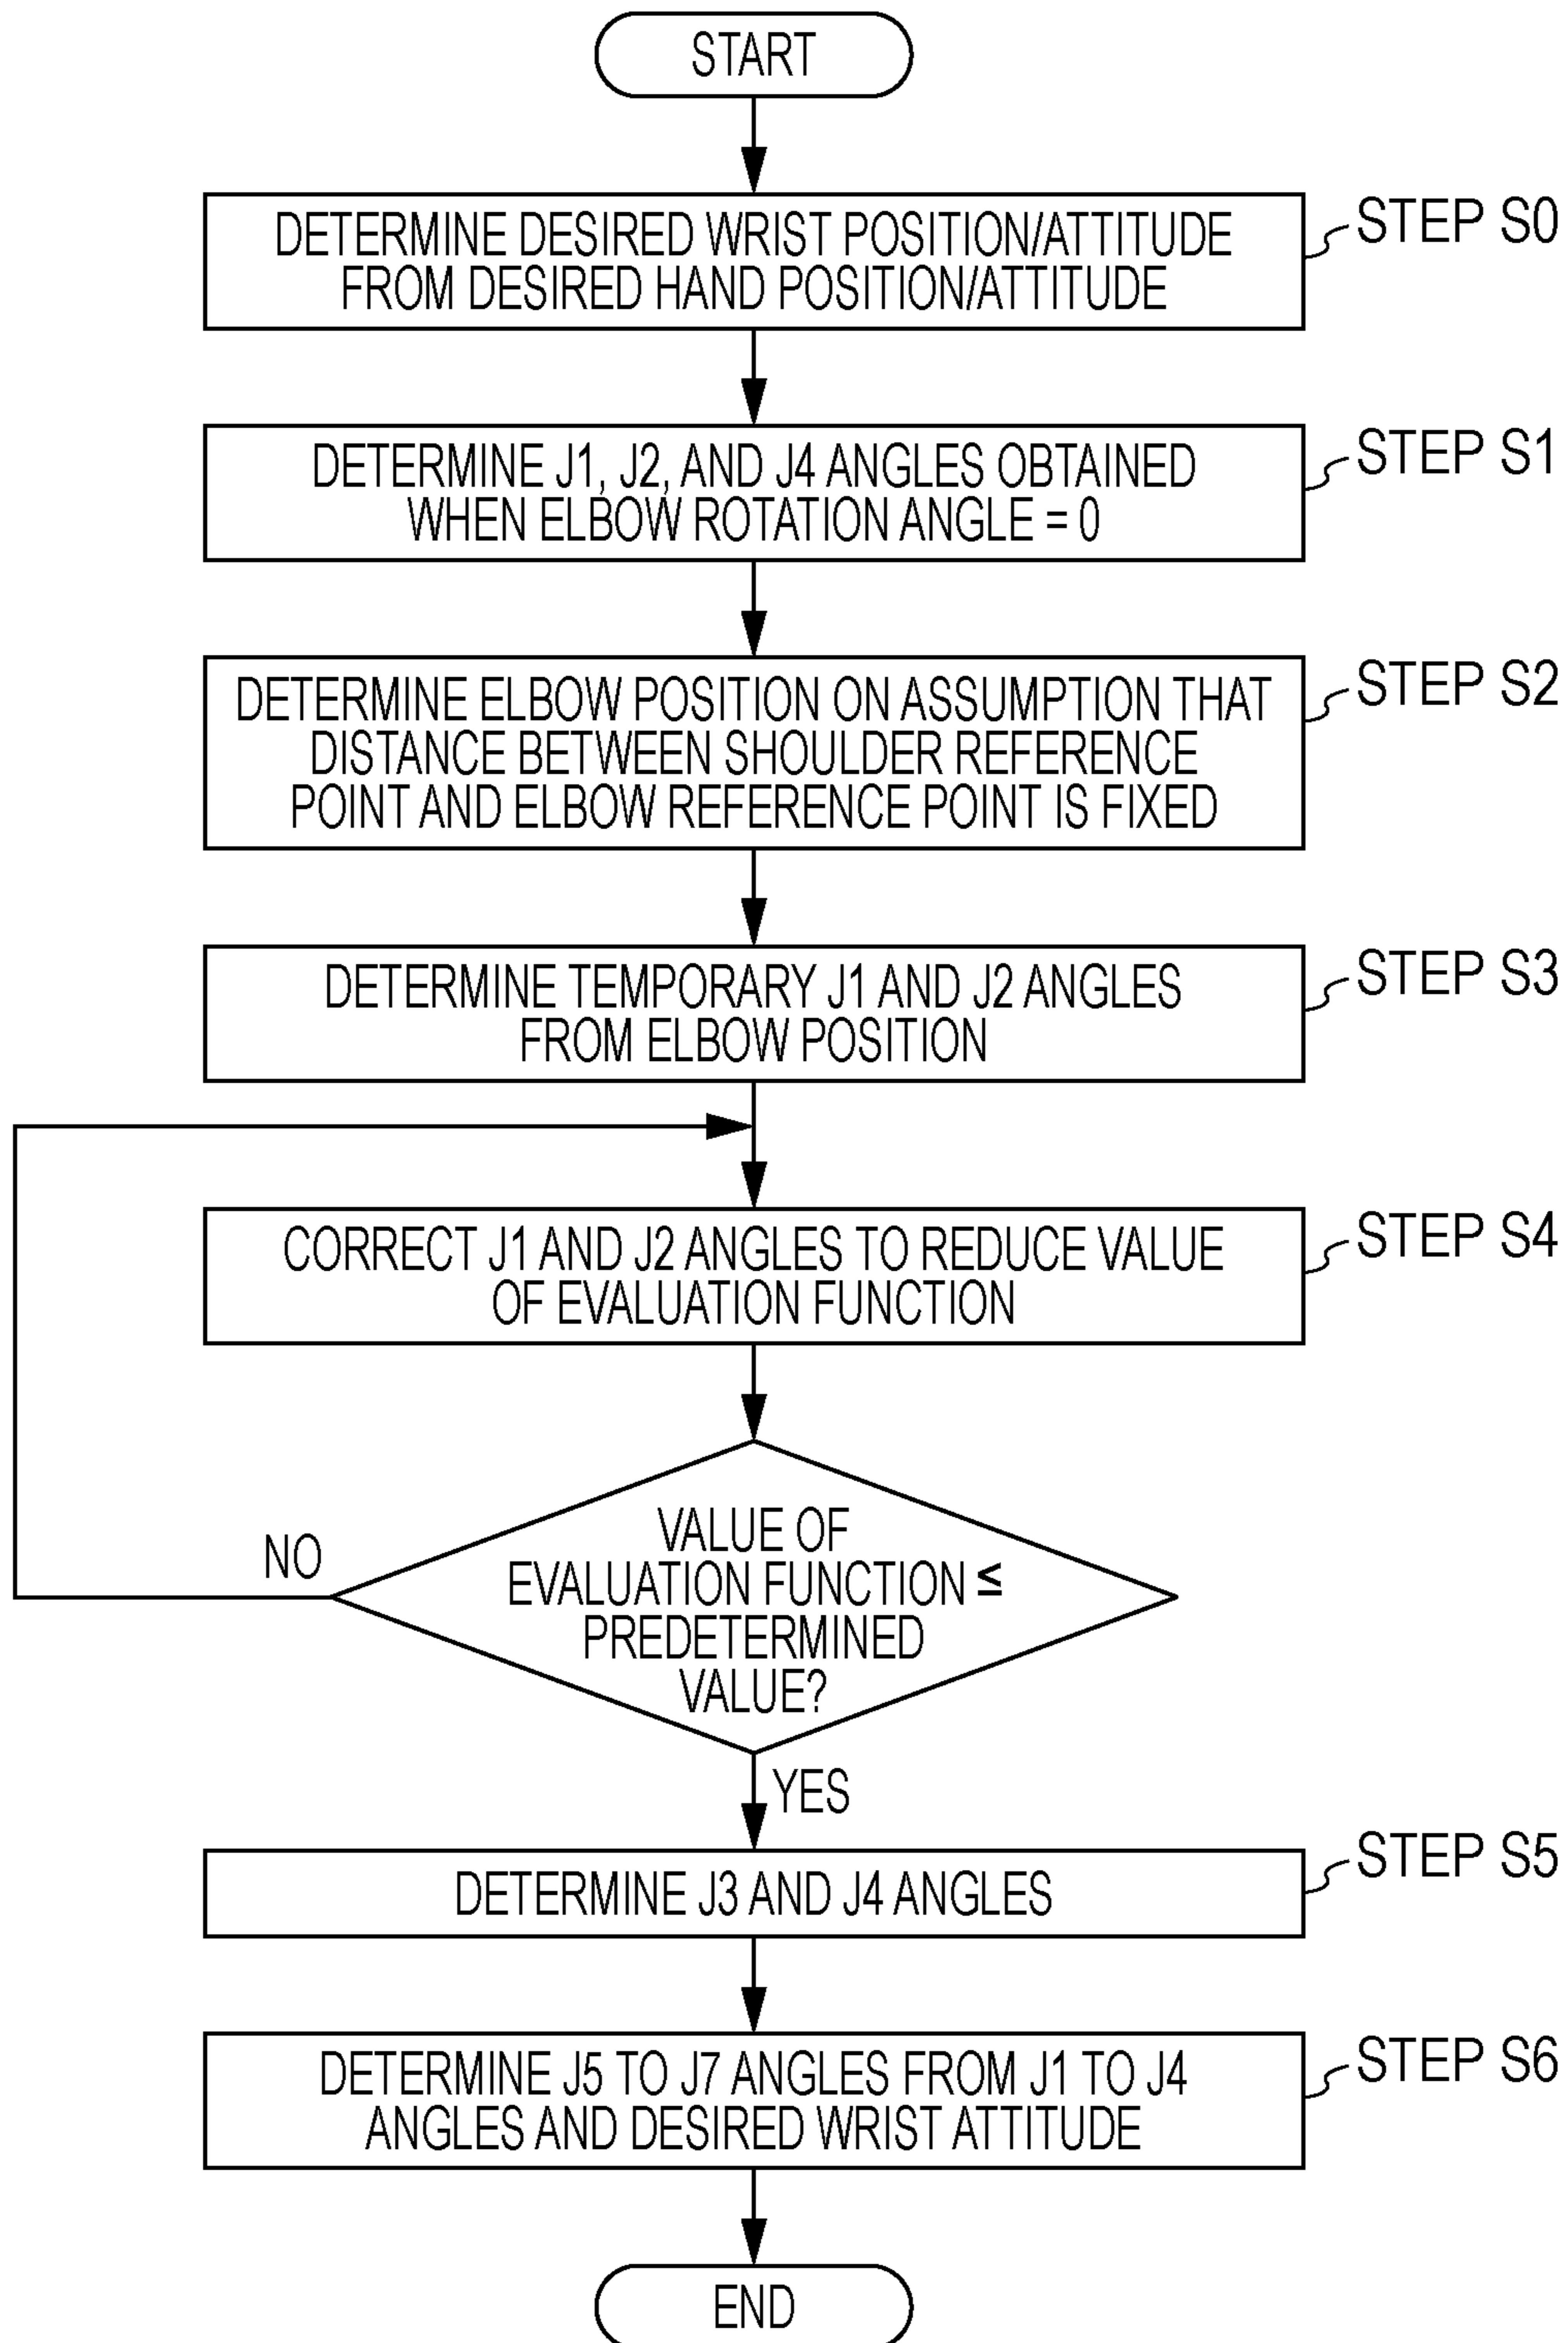 START
DETERMINE DESIRED WRIST POSITION/ATTITUDE
FROM DESIRED HAND POSITION/ATTITUDE
STEP S0
DETERMINE J1, J2, AND J4 ANGLES OBTAINED
WHEN ELBOW ROTATION ANGLE = 0
STEP S1
DETERMINE ELBOW POSITION ON ASSUMPTION THAT
DISTANCE BETWEEN SHOULDER REFERENCE
POINT AND ELBOW REFERENCE POINT IS FIXED
STEP S2
DETERMINE TEMPORARY J1 AND J2 ANGLES
FROM ELBOW POSITION
STEP S3
CORRECT J1 AND J2 ANGLES TO REDUCE VALUE
OF EVALUATION FUNCTION
STEP S4
VALUE OF
EVALUATION FUNCTION ≤
PREDETERMINED
VALUE?
NO
YES
DETERMINE J3 AND J4 ANGLES
STEP S5
DETERMINE J5 TO J7 ANGLES FROM J1 TO J4
ANGLES AND DESIRED WRIST ATTITUDE
STEP S6
END